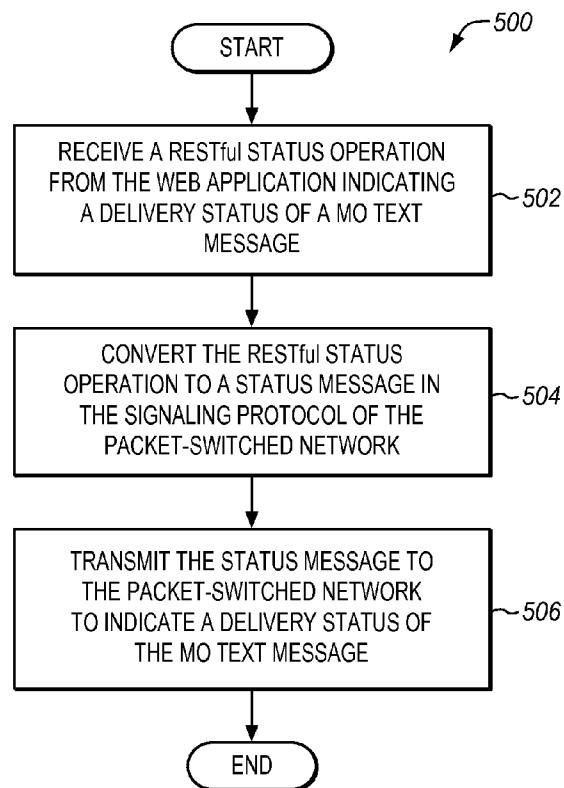 START
500
RECEIVE A RESTful STATUS OPERATION
FROM THE WEB APPLICATION INDICATING
A DELIVERY STATUS OF A MO TEXT
MESSAGE
502
CONVERT THE RESTful STATUS
OPERATION TO A STATUS MESSAGE IN
THE SIGNALING PROTOCOL OF THE
PACKET-SWITCHED NETWORK
504
TRANSMIT THE STATUS MESSAGE TO
THE PACKET-SWITCHED NETWORK
TO INDICATE A DELIVERY STATUS OF
THE MO TEXT MESSAGE
506
END